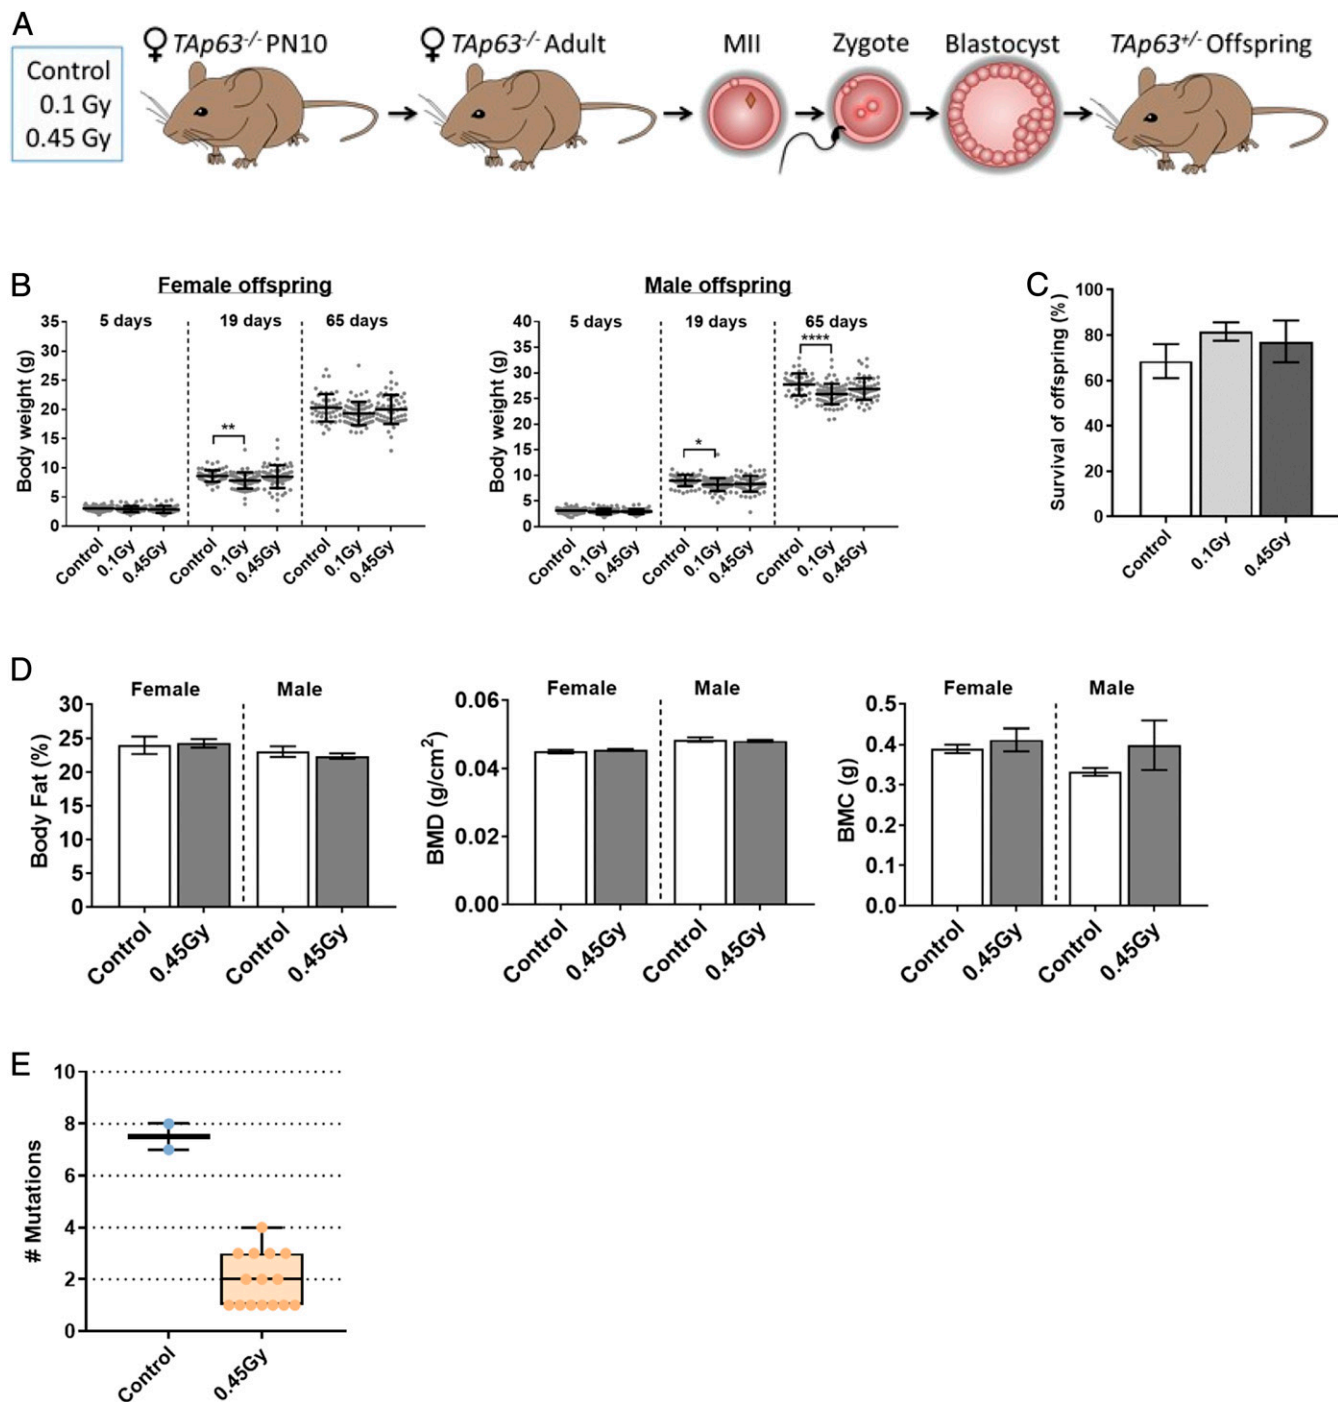 A
Control
0.1 Gy
0.45 Gy
♀ TAp63-/- PN10
♀ TAp63-/- Adult
MII
Zygote
Blastocyst
TAp63+/- Offspring
B
Female offspring
5 days 19 days 65 days
Body weight (g)
35
30
25
20
15
10
5
0
**
Control 0.1Gy 0.45Gy Control 0.1Gy 0.45Gy Control 0.1Gy 0.45Gy
Male offspring
5 days 19 days 65 days
Body weight (g)
40
35
30
25
20
15
10
5
0
*
****
Control 0.1Gy 0.45Gy Control 0.1Gy 0.45Gy Control 0.1Gy 0.45Gy
C
Survival of offspring (%)
100
80
60
40
20
0
Control 0.1Gy 0.45Gy
D
Female Male
Body Fat (%)
30
25
20
15
10
5
0
Control 0.45Gy Control 0.45Gy
Female Male
BMD (g/cm2)
0.06
0.04
0.02
0.00
Control 0.45Gy Control 0.45Gy
Female Male
BMC (g)
0.5
0.4
0.3
0.2
0.1
0.0
Control 0.45Gy Control 0.45Gy
E
# Mutations
10
8
6
4
2
0
Control 0.45Gy